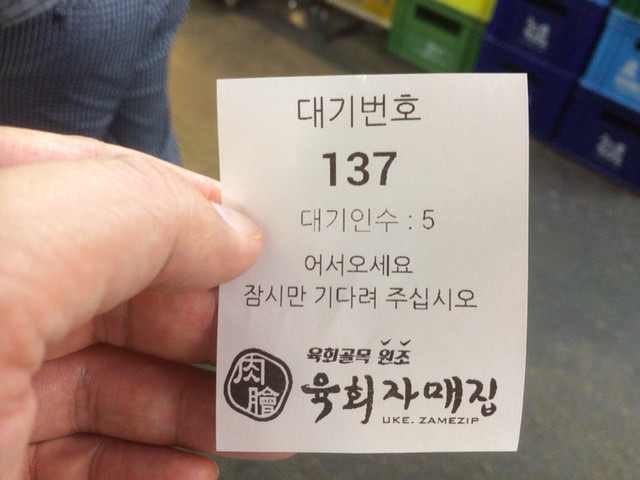 대기번호
137
대기인수 : 5
어서오세요
잠시만 기다려 주십시오
육회골목 원조
肉膾
육회자매집
UKE. ZAMEZIP